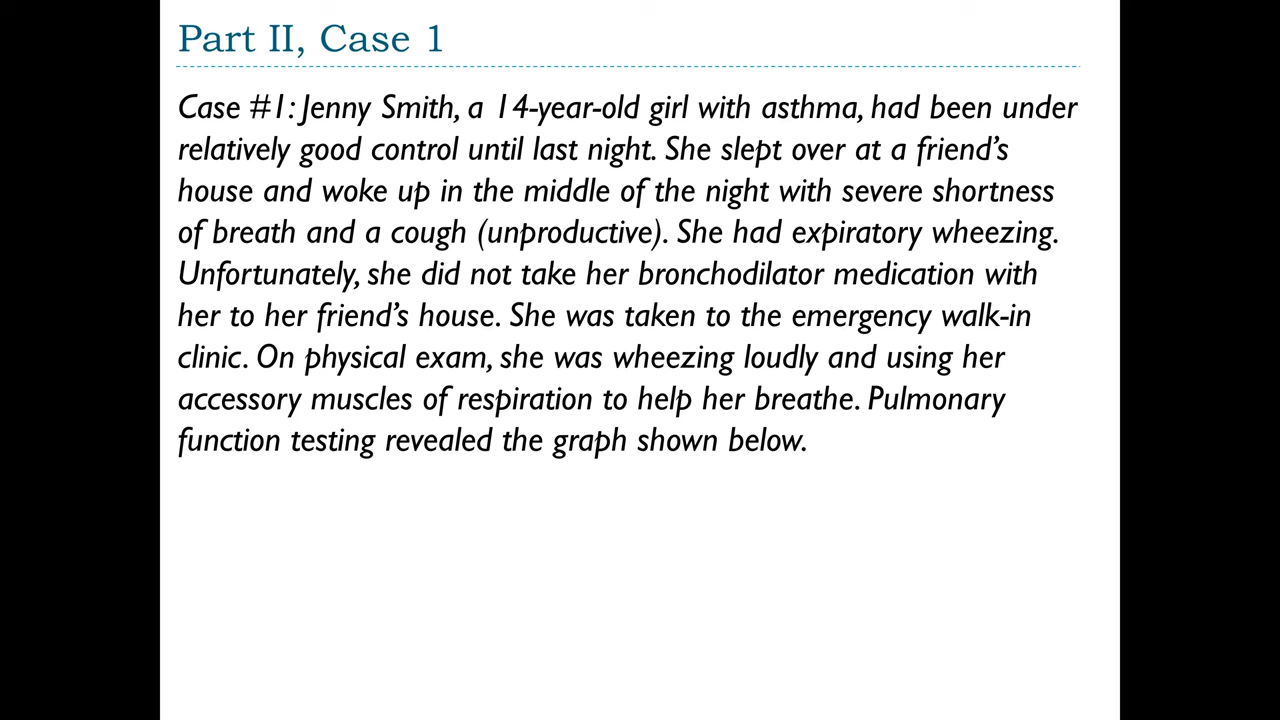 Part II, Case 1
Case #1: Jenny Smith, a 14-year-old girl with asthma, had been under
relatively good control until last night. She slept over at a friend’s
house and woke up in the middle of the night with severe shortness
of breath and a cough (unproductive). She had expiratory wheezing.
Unfortunately, she did not take her bronchodilator medication with
her to her friend’s house. She was taken to the emergency walk-in
clinic. On physical exam, she was wheezing loudly and using her
accessory muscles of respiration to help her breathe. Pulmonary
function testing revealed the graph shown below.